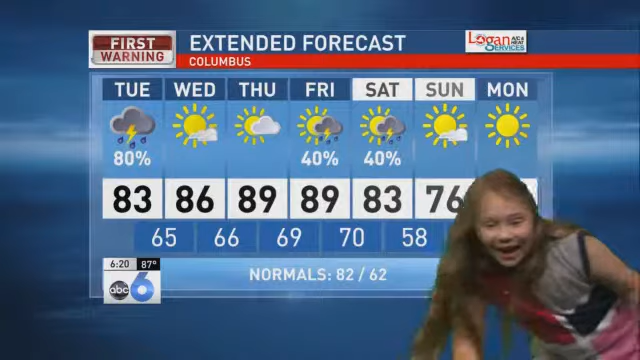 FIRST WARNING
EXTENDED FORECAST
COLUMBUS
Logan A/C & HEAT SERVICES
TUE WED THU FRI SAT SUN MON
80% 40% 40%
83 86 89 89 83 76
65 66 69 70 58
6:20 87°
abc 6
NORMALS: 82 / 62